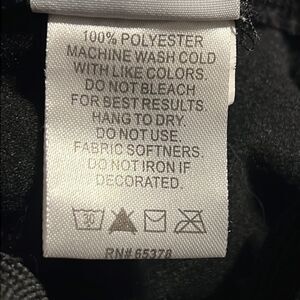 100% POLYESTER
MACHINE WASH COLD
WITH LIKE COLORS.
DO NOT BLEACH
FOR BEST RESULTS
HANG TO DRY.
DO NOT USE
FABRIC SOFTNERS.
DO NOT IRON IF
DECORATED.
30
RN# 65378